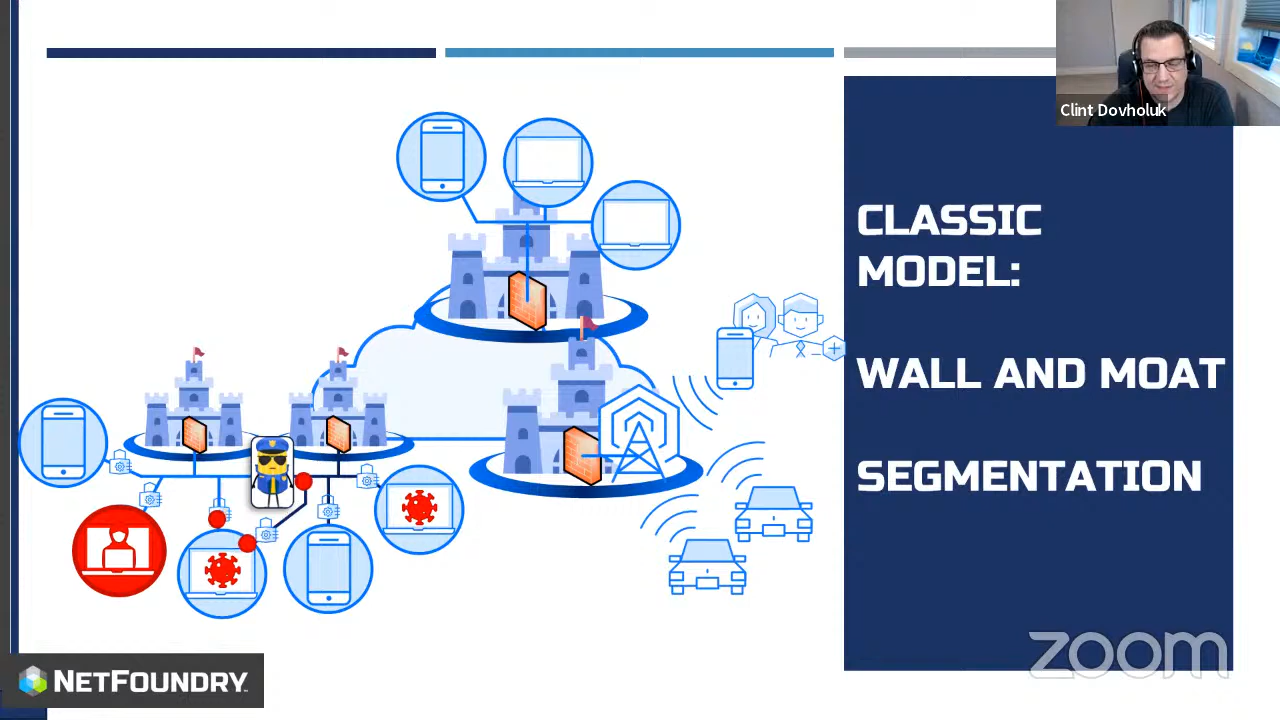 Clint Dovholuk
CLASSIC
MODEL:
WALL AND MOAT
SEGMENTATION
zoom
NETFOUNDRY